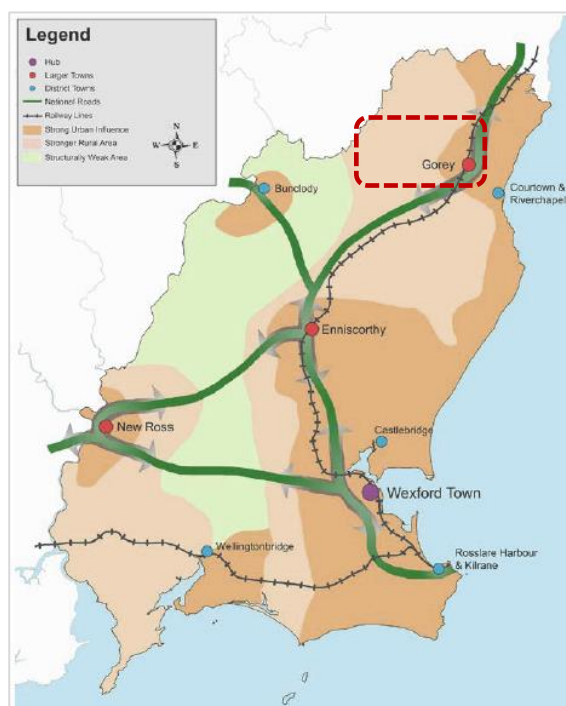 Legend
Hub
Larger Towns
District Towns
National Roads
Railway Lines
Strong Urban Influence
Stronger Rural Area
Structurally Weak Area
N
W E
S
Gorey
Bunclody
Courtown &
Riverchapel
Enniscorthy
New Ross
Castlebridge
Wexford Town
Wellingtonbridge
Rosslare Harbour
& Kilrane